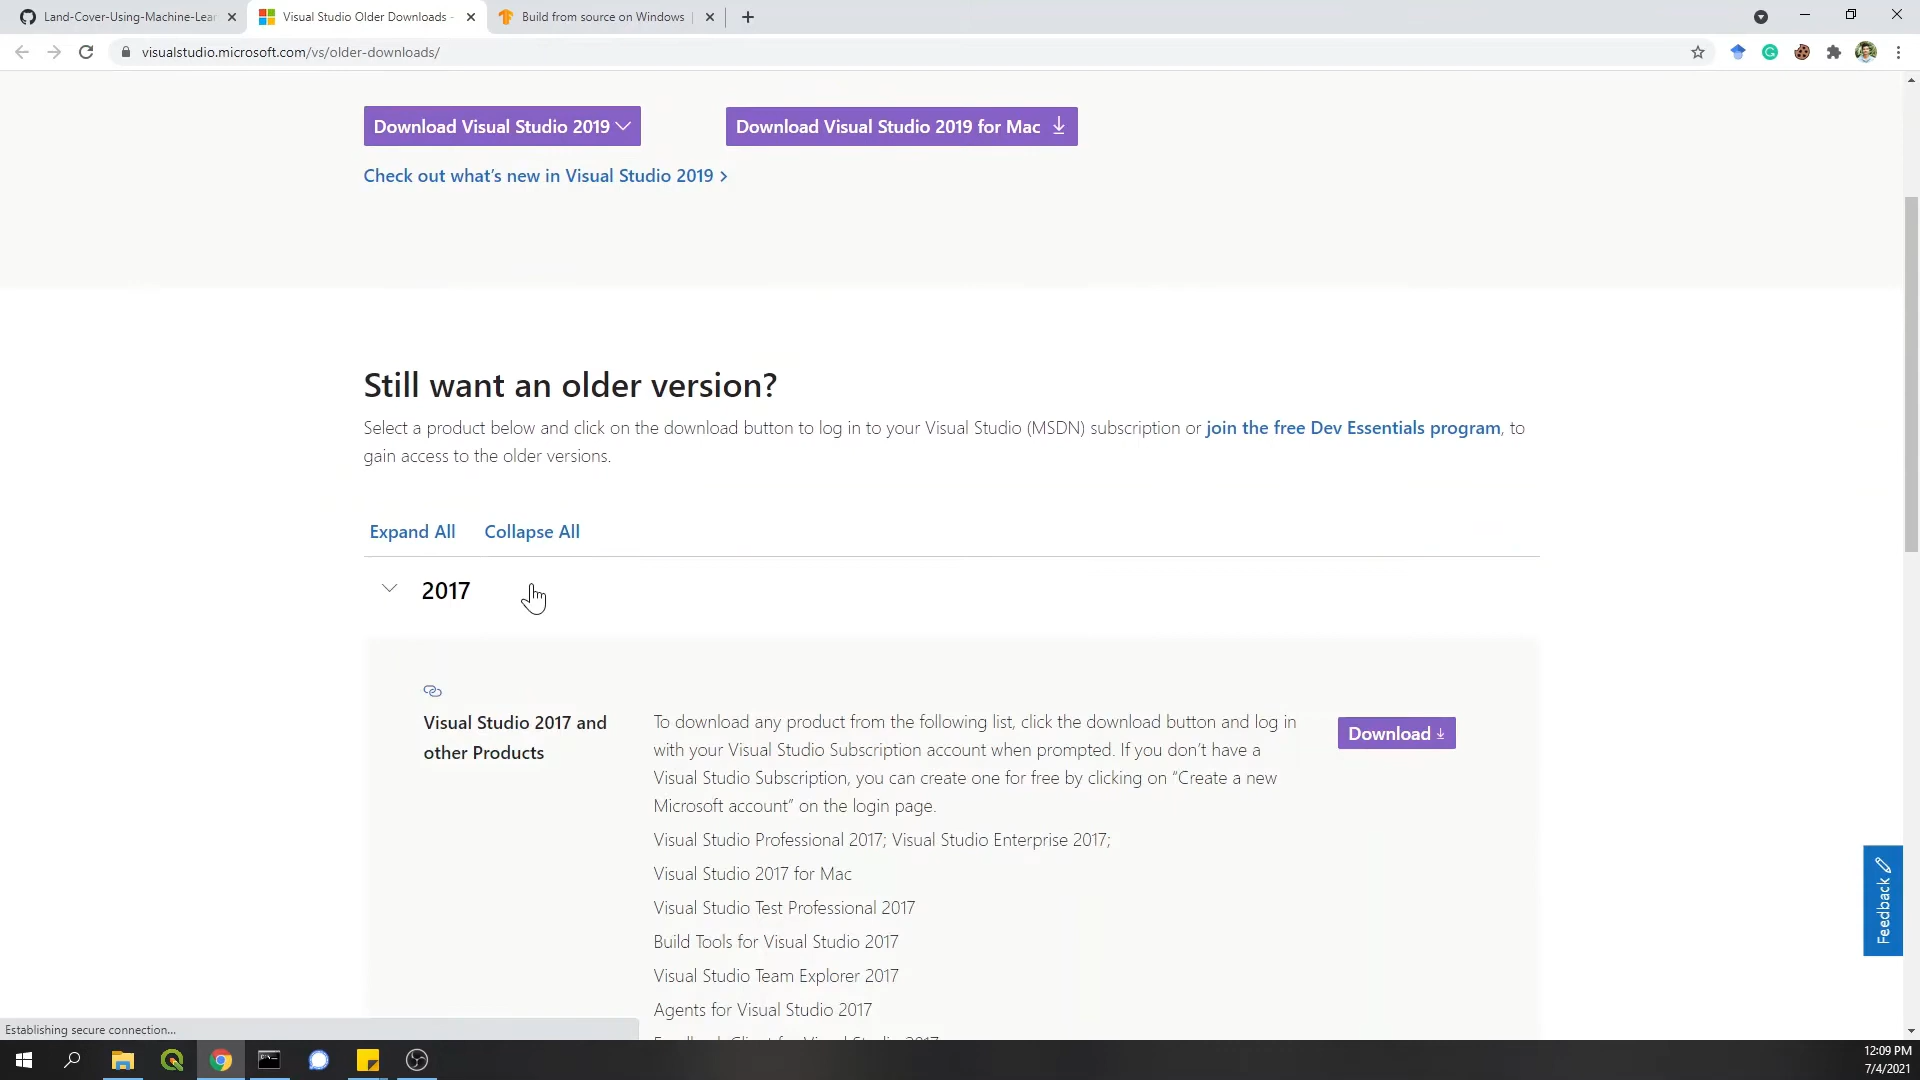 Land-Cover-Using-Machine-Lear
Visual Studio Older Downloads -
Build from source on Windows
visualstudio.microsoft.com/vs/older-downloads/
Download Visual Studio 2019
Download Visual Studio 2019 for Mac
Check out what's new in Visual Studio 2019
Still want an older version?
Select a product below and click on the download button to log in to your Visual Studio (MSDN) subscription or join the free Dev Essentials program, to
gain access to the older versions.
Expand All Collapse All
2017
Visual Studio 2017 and
other Products
To download any product from the following list, click the download button and log in
with your Visual Studio Subscription account when prompted. If you don't have a
Visual Studio Subscription, you can create one for free by clicking on "Create a new
Microsoft account" on the login page.
Download
Visual Studio Professional 2017; Visual Studio Enterprise 2017;
Visual Studio 2017 for Mac
Visual Studio Test Professional 2017
Build Tools for Visual Studio 2017
Visual Studio Team Explorer 2017
Agents for Visual Studio 2017
Feedback
Establishing secure connection...
12:09 PM
7/4/2021